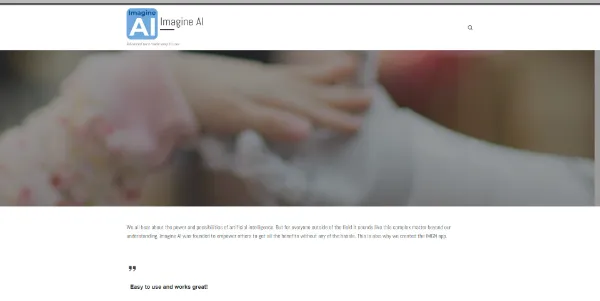 Imagine
AI
Imagine AI
We all hear about the power and possibilities of artificial intelligence. But for everyone outside of the field it sounds like this complex matter beyond our
understanding. Imagine AI was founded to empower others to get all the benefits without any of the hassle. This is also why we created the app.
"
Easy to use and works great!